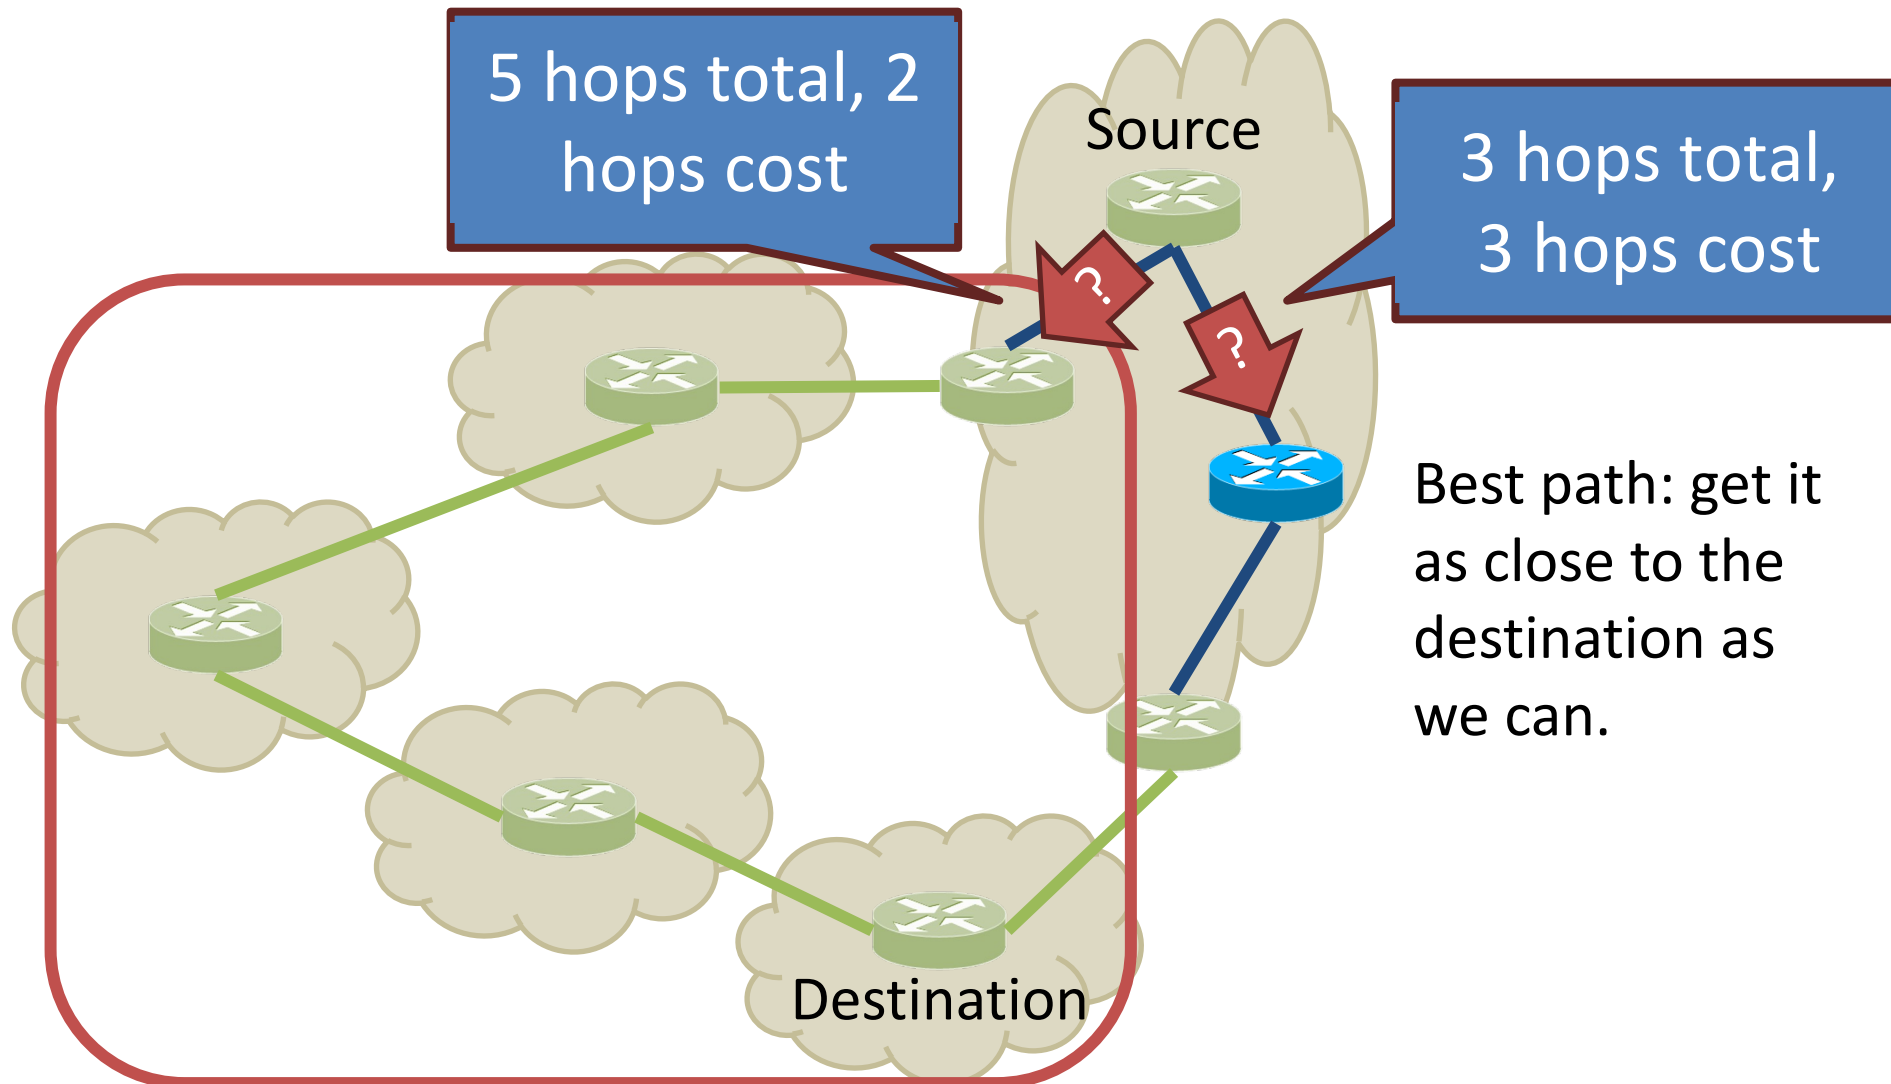 5 hops total, 2
hops cost
Source
3 hops total,
3 hops cost
?
?
Best path: get it
as close to the
destination as
we can.
Destination